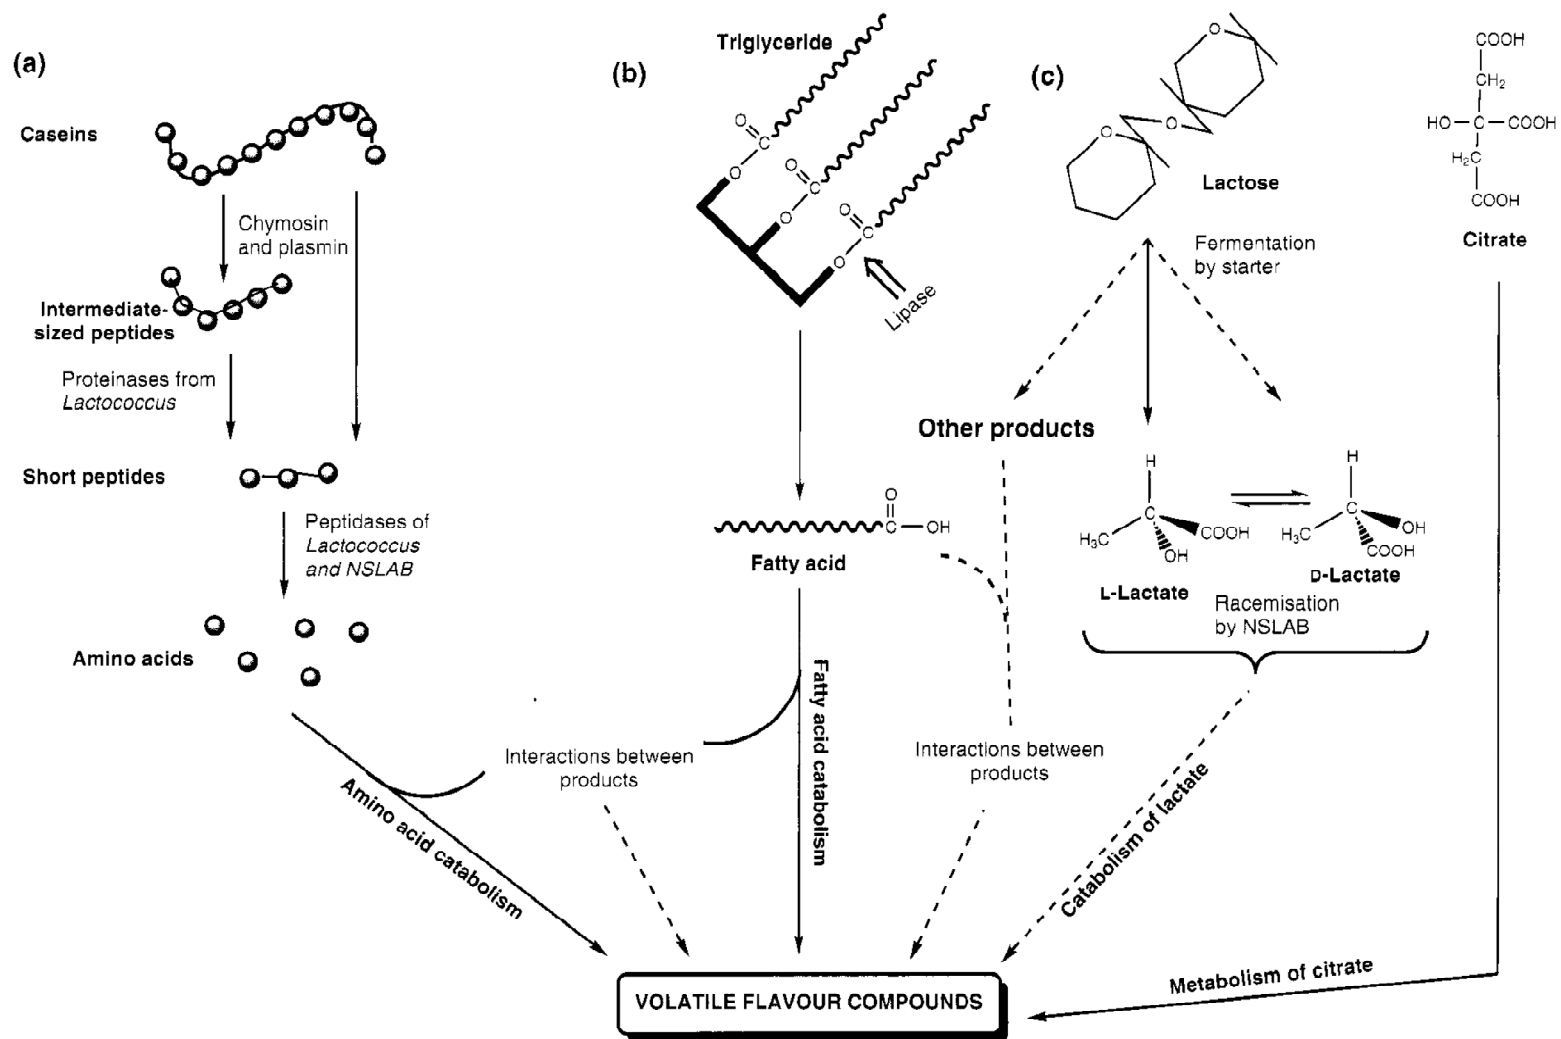 (a)
Caseins
Chymosin
and plasmin
Intermediate-
sized peptides
Proteinases from
Lactococcus
Short peptides
Peptidases of
Lactococcus
and NSLAB
Amino acids
Amino acid catabolism
Interactions between
products
(b)
Triglyceride
O
C
O
O
C
O
O
C
O
Lipase
O
C
OH
Fatty acid
Fatty acid catabolism
(c)
O
O
O
Lactose
Fermentation
by starter
Other products
Interactions between
products
H
C
H₃C
COOH
OH
L-Lactate
H
C
H₃C
OH
COOH
D-Lactate
Racemisation
by NSLAB
Catabolism of lactate
COOH
CH₂
HO
C
COOH
H₂C
COOH
Citrate
Metabolism of citrate
VOLATILE FLAVOUR COMPOUNDS